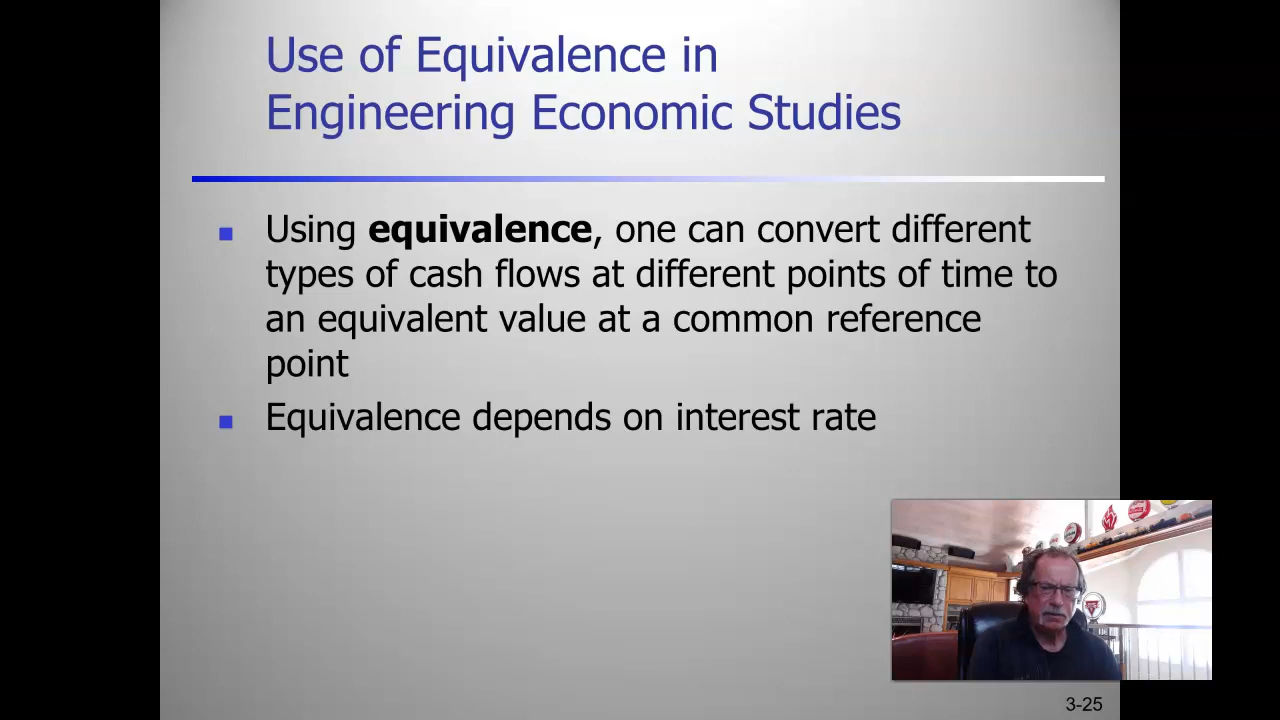 Use of Equivalence in
Engineering Economic Studies
Using equivalence, one can convert different
types of cash flows at different points of time to
an equivalent value at a common reference
point
Equivalence depends on interest rate
3-25